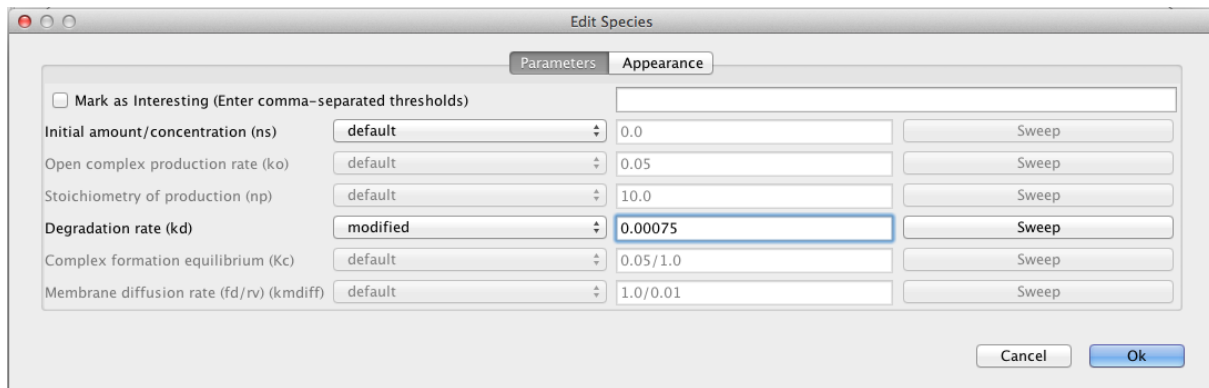 Edit Species
Parameters Appearance
Mark as Interesting (Enter comma-separated thresholds)
Initial amount/concentration (ns) default 0.0 Sweep
Open complex production rate (ko) default 0.05 Sweep
Stoichiometry of production (np) default 10.0 Sweep
Degradation rate (kd) modified 0.00075 Sweep
Complex formation equilibrium (Kc) default 0.05/1.0 Sweep
Membrane diffusion rate (fd/rv) (kmdiff) default 1.0/0.01 Sweep
Cancel Ok